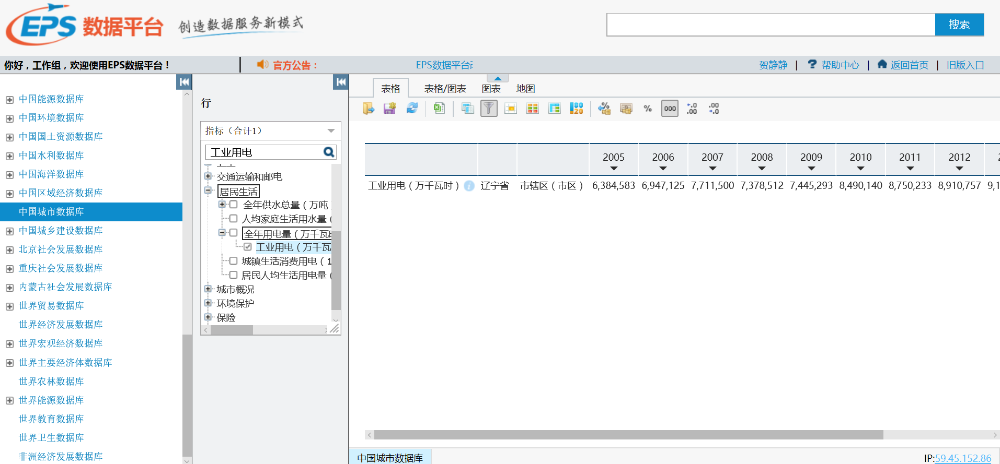 EPS 数据平台 创造数据服务新模式
搜索
你好，工作组，欢迎使用EPS数据平台！
官方公告：
EPS数据平台
贺静静 | ? 帮助中心 | 返回首页 | 旧版入口
中国能源数据库
中国环境数据库
中国国土资源数据库
中国水利数据库
中国海洋数据库
中国区域经济数据库
中国城市数据库
中国城乡建设数据库
北京社会发展数据库
重庆社会发展数据库
内蒙古社会发展数据库
世界贸易数据库
世界经济发展数据库
世界宏观经济数据库
世界主要经济体数据库
世界农林数据库
世界能源数据库
世界教育数据库
世界卫生数据库
非洲经济发展数据库
行
指标（合计1）
工业用电
交通运输和邮电
居民生活
全年供水总量（万吨
人均家庭生活用水量（
全年用电量（万千瓦
工业用电（万千瓦
城镇生活消费用电（1
居民人均生活用电量（
城市概况
环境保护
保险
表格 表格/图表 图表 地图
80 20 % % 000 .0 .00 .00 .0
2005 2006 2007 2008 2009 2010 2011 2012
工业用电（万千瓦时） i 辽宁省 市辖区（市区） 6,384,583 6,947,125 7,711,500 7,378,512 7,445,293 8,490,140 8,750,233 8,910,757 9,1
中国城市数据库
IP:59.45.152.86